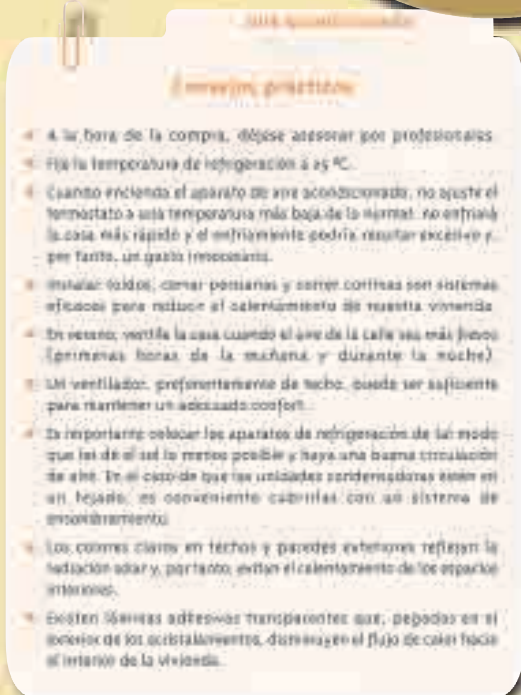 aire acondicionado
Consejos prácticos
A la hora de la compra, déjese asesorar por profesionales.
Fije la temperatura de refrigeración a 25 ºC.
Cuando encienda el aparato de aire acondicionado, no ajuste el
termostato a una temperatura más baja de lo normal: no enfriará
la casa más rápido y el enfriamiento podría resultar excesivo y,
por tanto, un gasto innecesario.
Instalar toldos, cerrar persianas y correr cortinas son sistemas
eficaces para reducir el calentamiento de nuestra vivienda.
En verano, ventile la casa cuando el aire de la calle sea más fresco
(primeras horas de la mañana y durante la noche).
Un ventilador, preferentemente de techo, puede ser suficiente
para mantener un adecuado confort.
Es importante colocar los aparatos de refrigeración de tal modo
que les dé el sol lo menos posible y haya una buena circulación
de aire. En el caso de que las unidades condensadoras estén en
un tejado, es conveniente cubrirlas con un sistema de
ensombramiento.
Los colores claros en techos y paredes exteriores reflejan la
radiación solar y, por tanto, evitan el calentamiento de los espacios
interiores.
Existen láminas adhesivas transparentes que, pegadas en el
exterior de los acristalamientos, disminuyen el flujo de calor hacia
el interior de la vivienda.